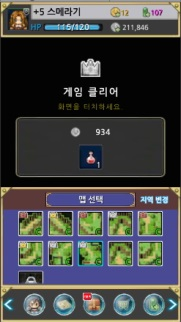 +5 스메라기
13
107
HP 115/120
211,846
게임 클리어
화면을 터치하세요.
934
1
맵 선택
지역 변경